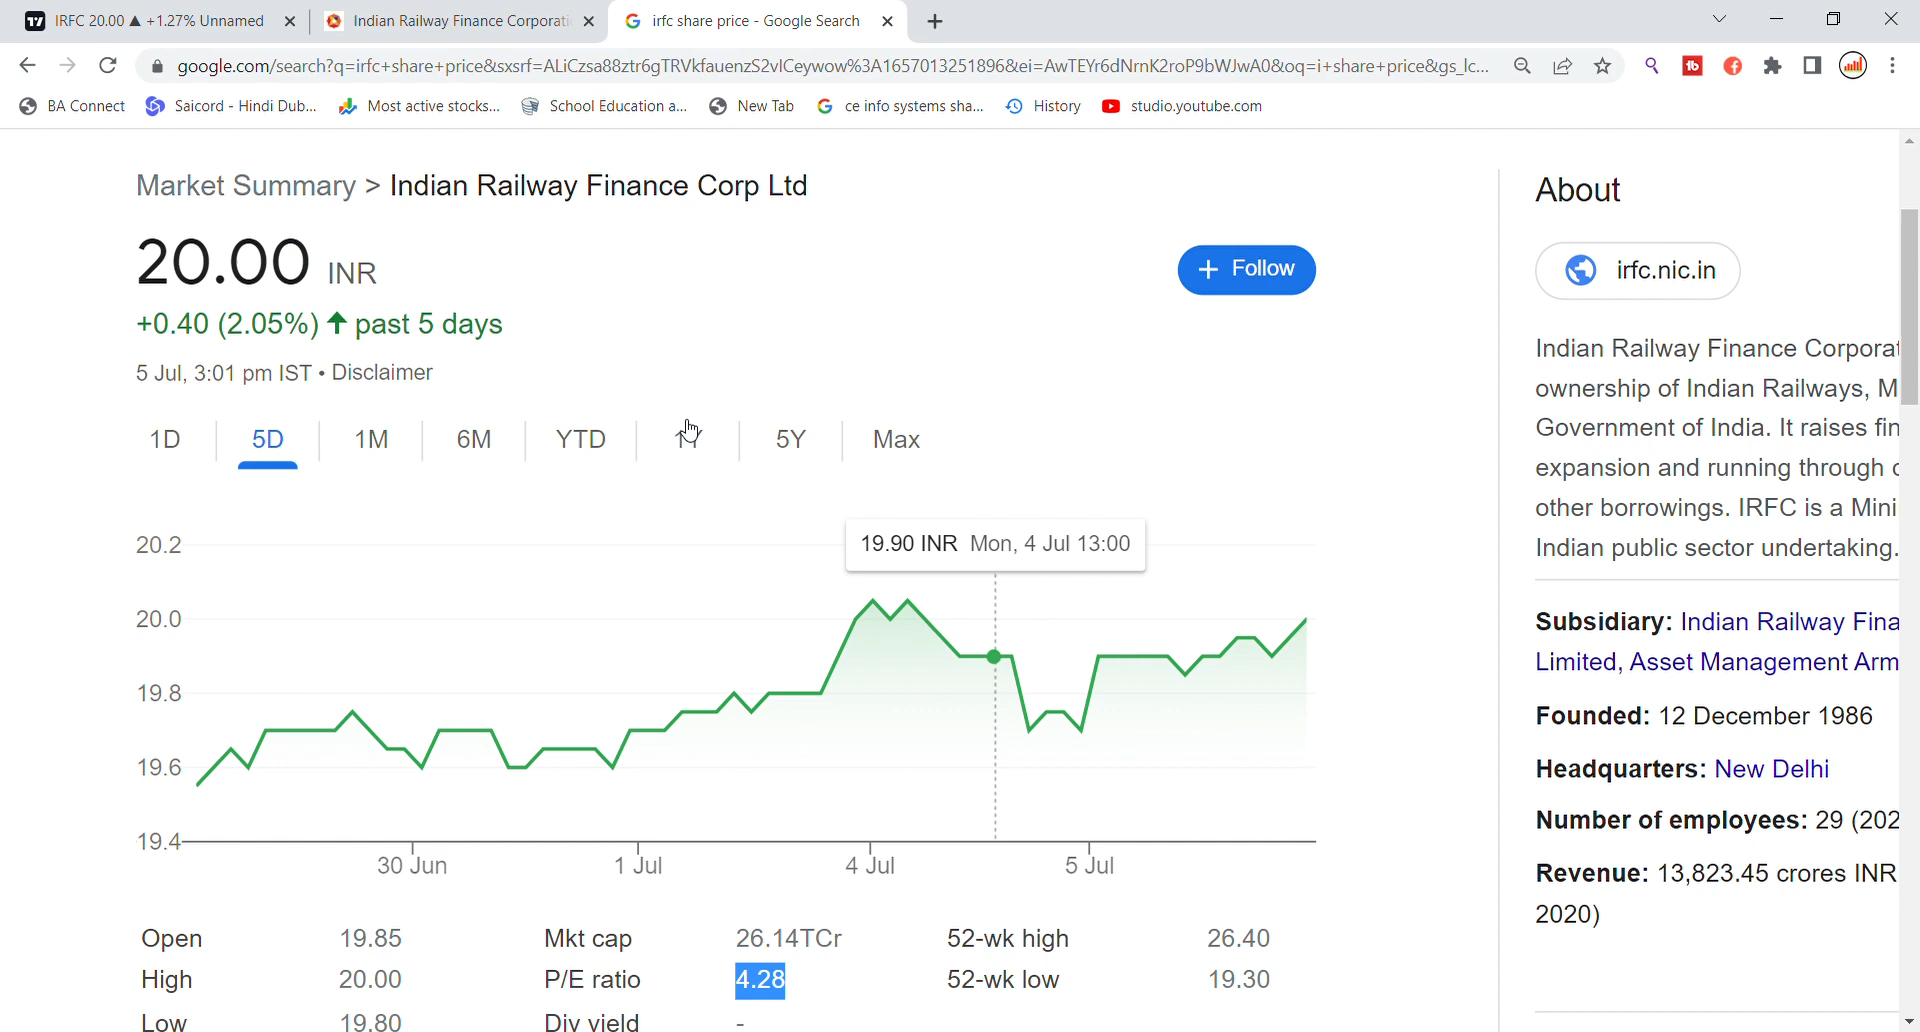 IRFC 20.00 ▲ +1.27% Unnamed
Indian Railway Finance Corporati
irfc share price - Google Search
google.com/search?q=irfc+share+price&sxsrf=ALiCzsa88ztr6gTRVkfauenzS2vlCeywow%3A1657013251896&ei=AwTEYr6dNrnK2roP9bWJwA0&oq=i+share+price&gs_lc...
BA Connect
Saicord - Hindi Dub...
Most active stocks...
School Education a...
New Tab
ce info systems sha...
History
studio.youtube.com
Market Summary > Indian Railway Finance Corp Ltd
20.00 INR
+ Follow
+0.40 (2.05%) ↑ past 5 days
5 Jul, 3:01 pm IST • Disclaimer
1D 5D 1M 6M YTD 1Y 5Y Max
19.90 INR Mon, 4 Jul 13:00
20.2
20.0
19.8
19.6
19.4
30 Jun 1 Jul 4 Jul 5 Jul
Open 19.85 Mkt cap 26.14TCr 52-wk high 26.40
High 20.00 P/E ratio 4.28 52-wk low 19.30
Low 19.80 Div yield -
About
irfc.nic.in
Indian Railway Finance Corporat
ownership of Indian Railways, M
Government of India. It raises fin
expansion and running through c
other borrowings. IRFC is a Mini
Indian public sector undertaking.
Subsidiary: Indian Railway Fina
Limited, Asset Management Arm
Founded: 12 December 1986
Headquarters: New Delhi
Number of employees: 29 (202
Revenue: 13,823.45 crores INR
2020)